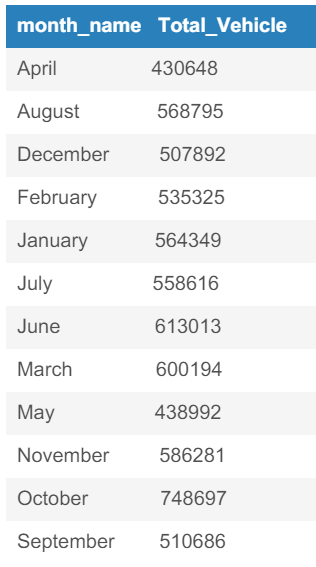 month_name Total_Vehicle
April 430648
August 568795
December 507892
February 535325
January 564349
July 558616
June 613013
March 600194
May 438992
November 586281
October 748697
September 510686